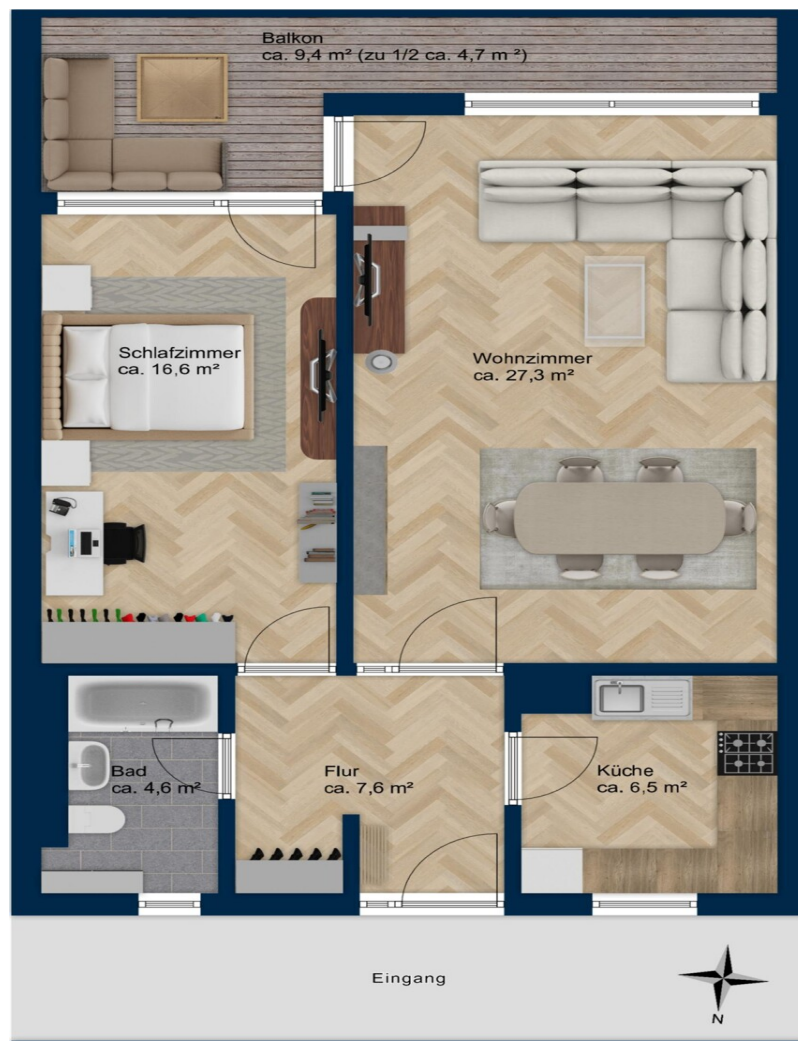 Balkon
ca. 9,4 m² (zu 1/2 ca. 4,7 m ²)
Schlafzimmer
ca. 16,6 m²
Wohnzimmer
ca. 27,3 m²
Bad
ca. 4,6 m²
Flur
ca. 7,6 m²
Küche
ca. 6,5 m²
Eingang
N